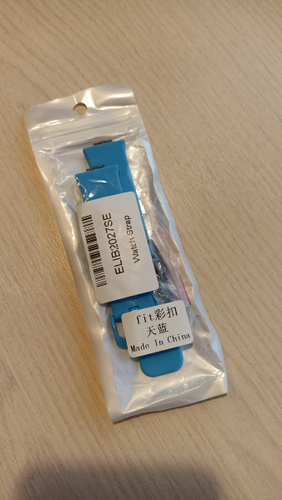 ELIB2027SE
Watch Strap
fit彩扣
天蓝
Made In China